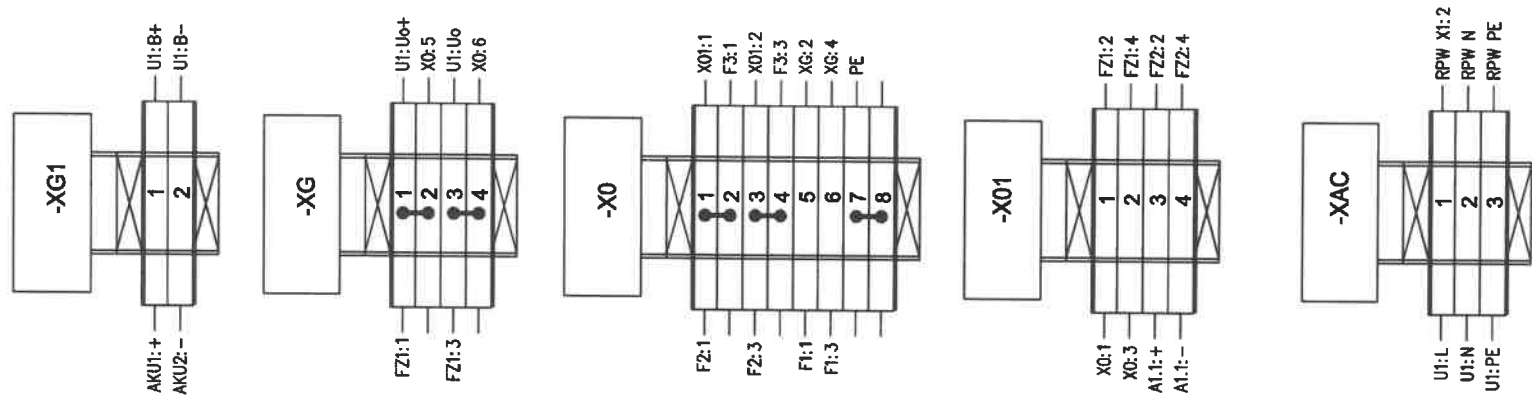 -XG1
AKU1:+ 1 U1:B+
AKU2:- 2 U1:B-
-XG
FZ1:1 1 U1:Uo+
2 X0:5
FZ1:3 3 U1:Uo
4 X0:6
-X0
F2:1 1 X01:1
2 F3:1
F2:3 3 X01:2
4 F3:3
F1:1 5 XG:2
F1:3 6 XG:4
7 PE
8
-X01
X0:1 1 FZ1:2
X0:3 2 FZ1:4
A1.1:+ 3 FZ2:2
A1.1:- 4 FZ2:4
-XAC
U1:L 1 RPW X1:2
U1:N 2 RPW N
U1:PE 3 RPW PE